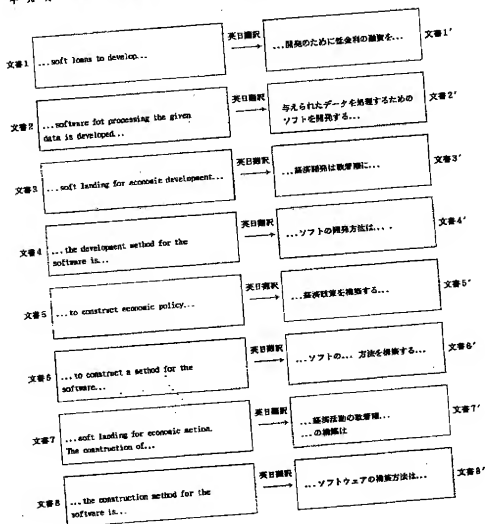 文書1 ...soft loans to develop... 英日翻訳 ...開発のために低金利の融資を... 文書1'
文書2 ...software fot processing the given 英日翻訳 与えられたデータを処理するための 文書2'
data is developed... ソフトを開発する...
文書3 ...soft landing for economic development... 英日翻訳 ...経済開発は軟着陸に... 文書3'
文書4 ...the development method for the 英日翻訳 ...ソフトの開発方法は... 文書4'
software is...
文書5 ...to construct economic policy... 英日翻訳 ...経済政策を構築する... 文書5'
文書6 ...to construct a method for the 英日翻訳 ...ソフトの... 方法を構築する... 文書6'
software...
文書7 ...soft landing for economic action. 英日翻訳 ...経済活動の軟着陸... 文書7'
The construction of... ...の構築は
文書8 ...the construction method for the 英日翻訳 ...ソフトウェアの構築方法は... 文書8'
software is...